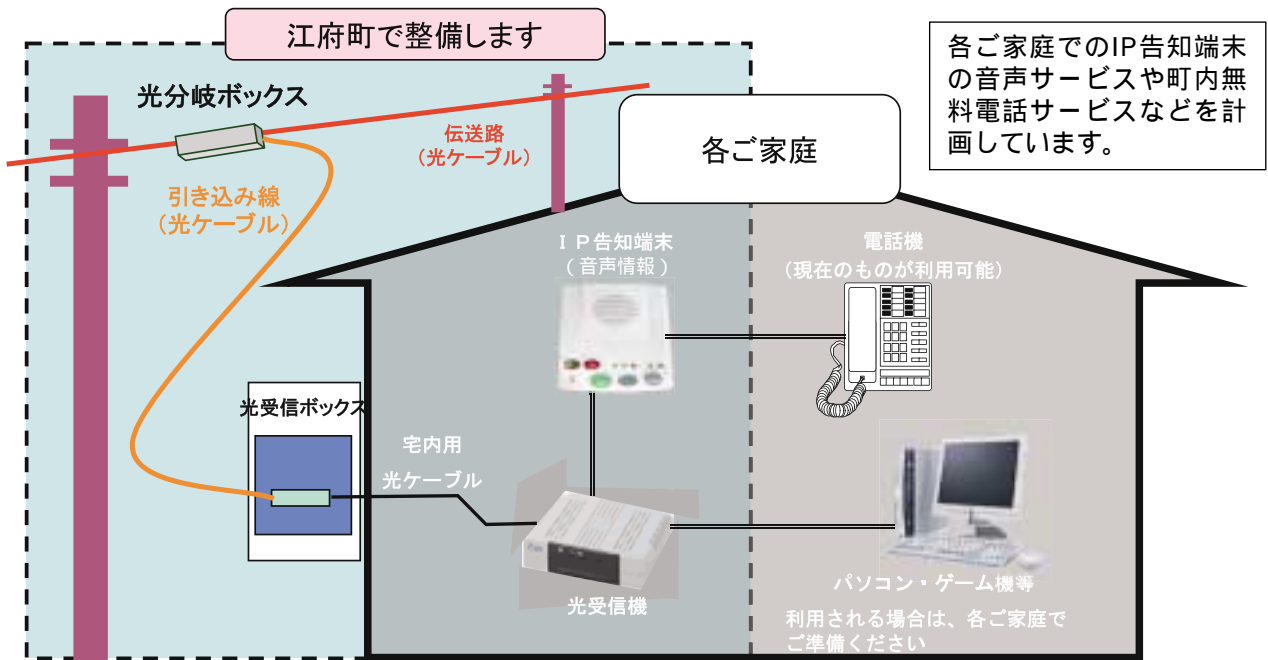 江府町で整備します
各ご家庭でのIP告知端末
の音声サービスや町内無
料電話サービスなどを計
画しています。
光分岐ボックス
伝送路
(光ケーブル)
各ご家庭
引き込み線
(光ケーブル)
ＩＰ告知端末
(音声情報)
電話機
(現在のものが利用可能)
光受信ボックス
宅内用
光ケーブル
光受信機
パソコン・ゲーム機等
利用される場合は、各ご家庭で
ご準備ください